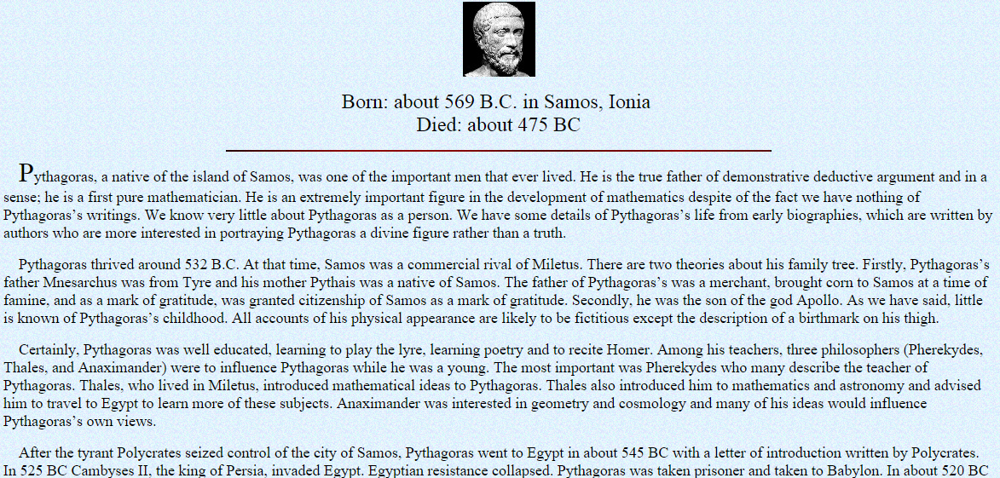 Born: about 569 B.C. in Samos, Ionia
Died: about 475 BC
Pythagoras, a native of the island of Samos, was one of the important men that ever lived. He is the true father of demonstrative deductive argument and in a
sense; he is a first pure mathematician. He is an extremely important figure in the development of mathematics despite of the fact we have nothing of
Pythagoras’s writings. We know very little about Pythagoras as a person. We have some details of Pythagoras’s life from early biographies, which are written by
authors who are more interested in portraying Pythagoras a divine figure rather than a truth.
Pythagoras thrived around 532 B.C. At that time, Samos was a commercial rival of Miletus. There are two theories about his family tree. Firstly, Pythagoras’s
father Mnesarchus was from Tyre and his mother Pythais was a native of Samos. The father of Pythagoras’s was a merchant, brought corn to Samos at a time of
famine, and as a mark of gratitude, was granted citizenship of Samos as a mark of gratitude. Secondly, he was the son of the god Apollo. As we have said, little
is known of Pythagoras’s childhood. All accounts of his physical appearance are likely to be fictitious except the description of a birthmark on his thigh.
Certainly, Pythagoras was well educated, learning to play the lyre, learning poetry and to recite Homer. Among his teachers, three philosophers (Pherekydes,
Thales, and Anaximander) were to influence Pythagoras while he was a young. The most important was Pherekydes who many describe the teacher of
Pythagoras. Thales, who lived in Miletus, introduced mathematical ideas to Pythagoras. Thales also introduced him to mathematics and astronomy and advised
him to travel to Egypt to learn more of these subjects. Anaximander was interested in geometry and cosmology and many of his ideas would influence
Pythagoras’s own views.
After the tyrant Polycrates seized control of the city of Samos, Pythagoras went to Egypt in about 545 BC with a letter of introduction written by Polycrates.
In 525 BC Cambyses II, the king of Persia, invaded Egypt. Egyptian resistance collapsed. Pythagoras was taken prisoner and taken to Babylon. In about 520 BC